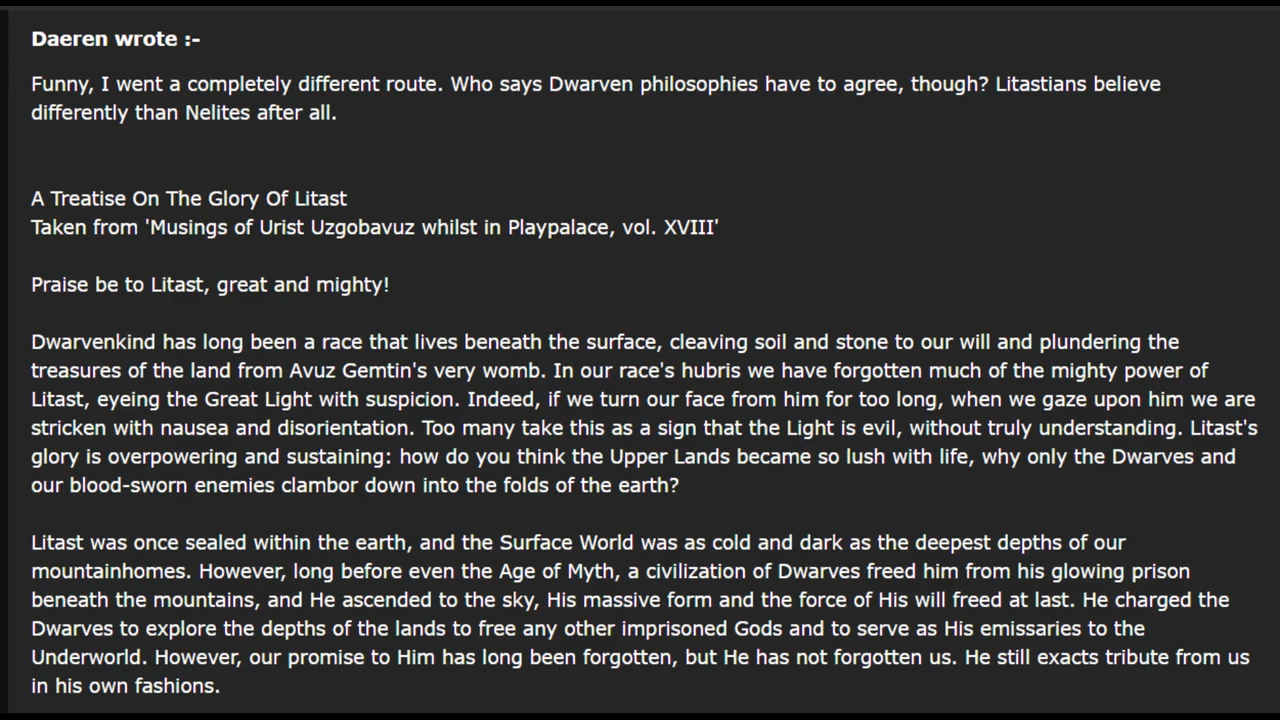 Daeren wrote :-
Funny, I went a completely different route. Who says Dwarven philosophies have to agree, though? Litastians believe
differently than Nelites after all.
A Treatise On The Glory Of Litast
Taken from 'Musings of Urist Uzgobavuz whilst in Playpalace, vol. XVIII'
Praise be to Litast, great and mighty!
Dwarvenkind has long been a race that lives beneath the surface, cleaving soil and stone to our will and plundering the
treasures of the land from Avuz Gemtin's very womb. In our race's hubris we have forgotten much of the mighty power of
Litast, eyeing the Great Light with suspicion. Indeed, if we turn our face from him for too long, when we gaze upon him we are
stricken with nausea and disorientation. Too many take this as a sign that the Light is evil, without truly understanding. Litast's
glory is overpowering and sustaining: how do you think the Upper Lands became so lush with life, why only the Dwarves and
our blood-sworn enemies clambor down into the folds of the earth?
Litast was once sealed within the earth, and the Surface World was as cold and dark as the deepest depths of our
mountainhomes. However, long before even the Age of Myth, a civilization of Dwarves freed him from his glowing prison
beneath the mountains, and He ascended to the sky, His massive form and the force of His will freed at last. He charged the
Dwarves to explore the depths of the lands to free any other imprisoned Gods and to serve as His emissaries to the
Underworld. However, our promise to Him has long been forgotten, but He has not forgotten us. He still exacts tribute from us
in his own fashions.